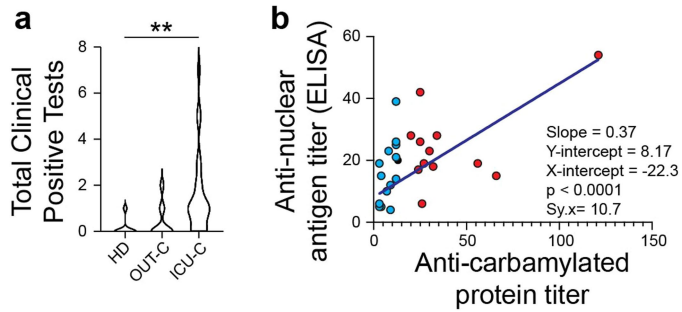 a
**
Total Clinical
Positive Tests
8
6
4
2
0
HD
OUT-C
ICU-C
b
Anti-nuclear
antigen titer (ELISA)
60
40
20
0
Slope = 0.37
Y-intercept = 8.17
X-intercept = -22.3
p < 0.0001
Sy.x= 10.7
0
50
100
150
Anti-carbamylated
protein titer